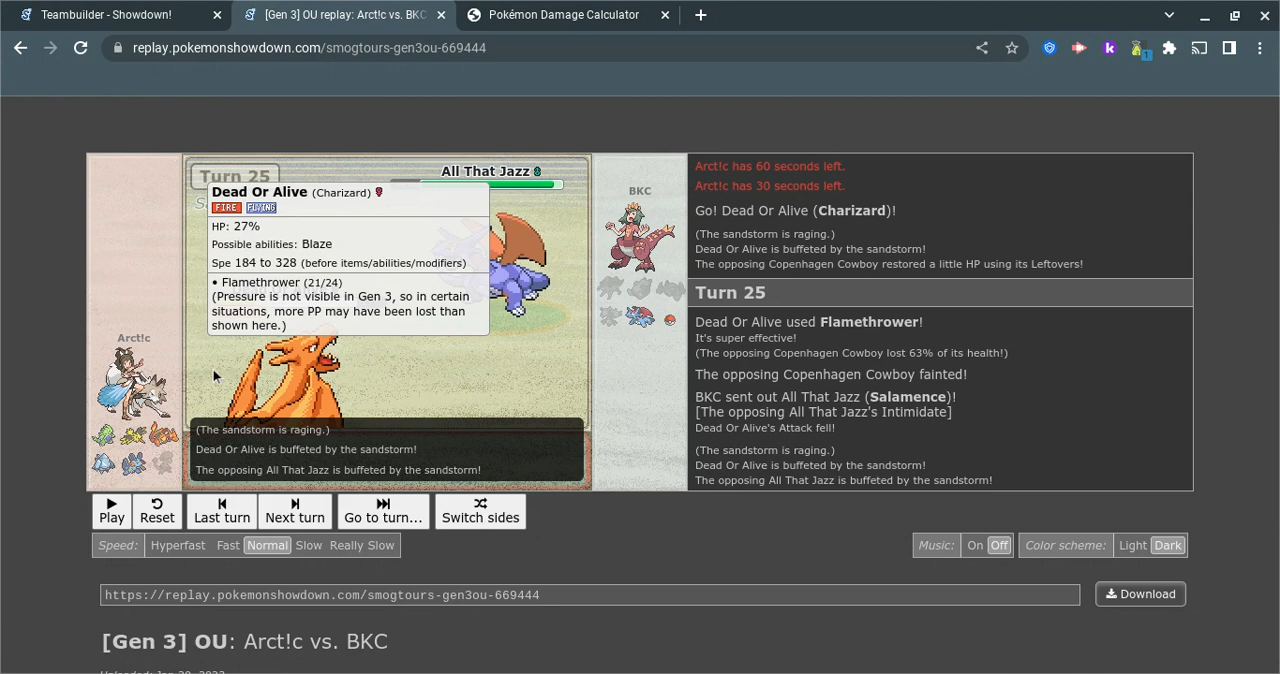 Teambuilder - Showdown!
[Gen 3] OU replay: Arct!c vs. BKC
Pokémon Damage Calculator
replay.pokemonshowdown.com/smogtours-gen3ou-669444
k
1
Turn 25
All That Jazz
Dead Or Alive (Charizard)
FIRE FLYING
HP: 27%
Possible abilities: Blaze
Spe 184 to 328 (before items/abilities/modifiers)
• Flamethrower (21/24)
(Pressure is not visible in Gen 3, so in certain
situations, more PP may have been lost than
shown here.)
Arct!c
BKC
(The sandstorm is raging.)
Dead Or Alive is buffeted by the sandstorm!
The opposing All That Jazz is buffeted by the sandstorm!
Arct!c has 60 seconds left.
Arct!c has 30 seconds left.
Go! Dead Or Alive (Charizard)!
(The sandstorm is raging.)
Dead Or Alive is buffeted by the sandstorm!
The opposing Copenhagen Cowboy restored a little HP using its Leftovers!
Turn 25
Dead Or Alive used Flamethrower!
It's super effective!
(The opposing Copenhagen Cowboy lost 63% of its health!)
The opposing Copenhagen Cowboy fainted!
BKC sent out All That Jazz (Salamence)!
[The opposing All That Jazz's Intimidate]
Dead Or Alive's Attack fell!
(The sandstorm is raging.)
Dead Or Alive is buffeted by the sandstorm!
The opposing All That Jazz is buffeted by the sandstorm!
Play
Reset
Last turn
Next turn
Go to turn...
Switch sides
Speed: Hyperfast Fast Normal Slow Really Slow
Music: On Off
Color scheme: Light Dark
https://replay.pokemonshowdown.com/smogtours-gen3ou-669444
Download
[Gen 3] OU: Arct!c vs. BKC